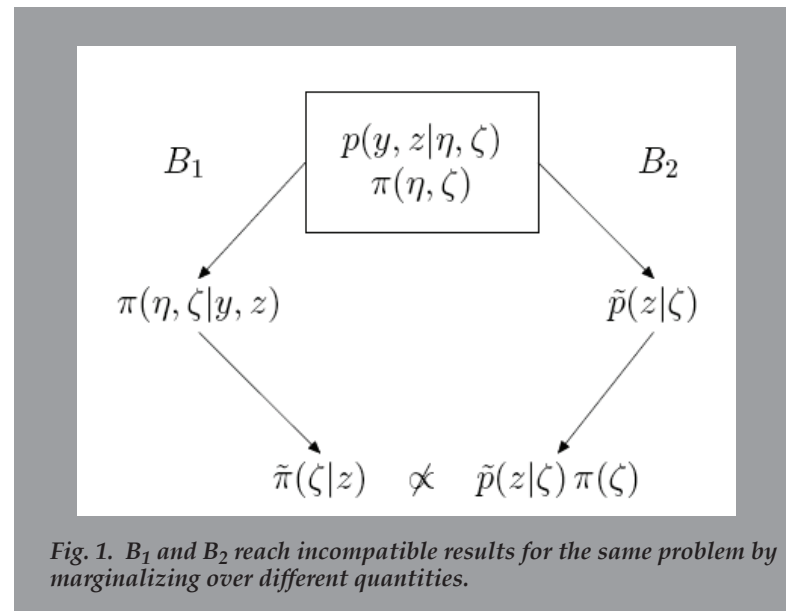 p(y, z|η, ζ)
B₁ π(η, ζ) B₂
π(η, ζ|y, z) p̃(z|ζ)
π̃(ζ|z) ∝̸ p̃(z|ζ) π(ζ)
Fig. 1. B₁ and B₂ reach incompatible results for the same problem by
marginalizing over different quantities.